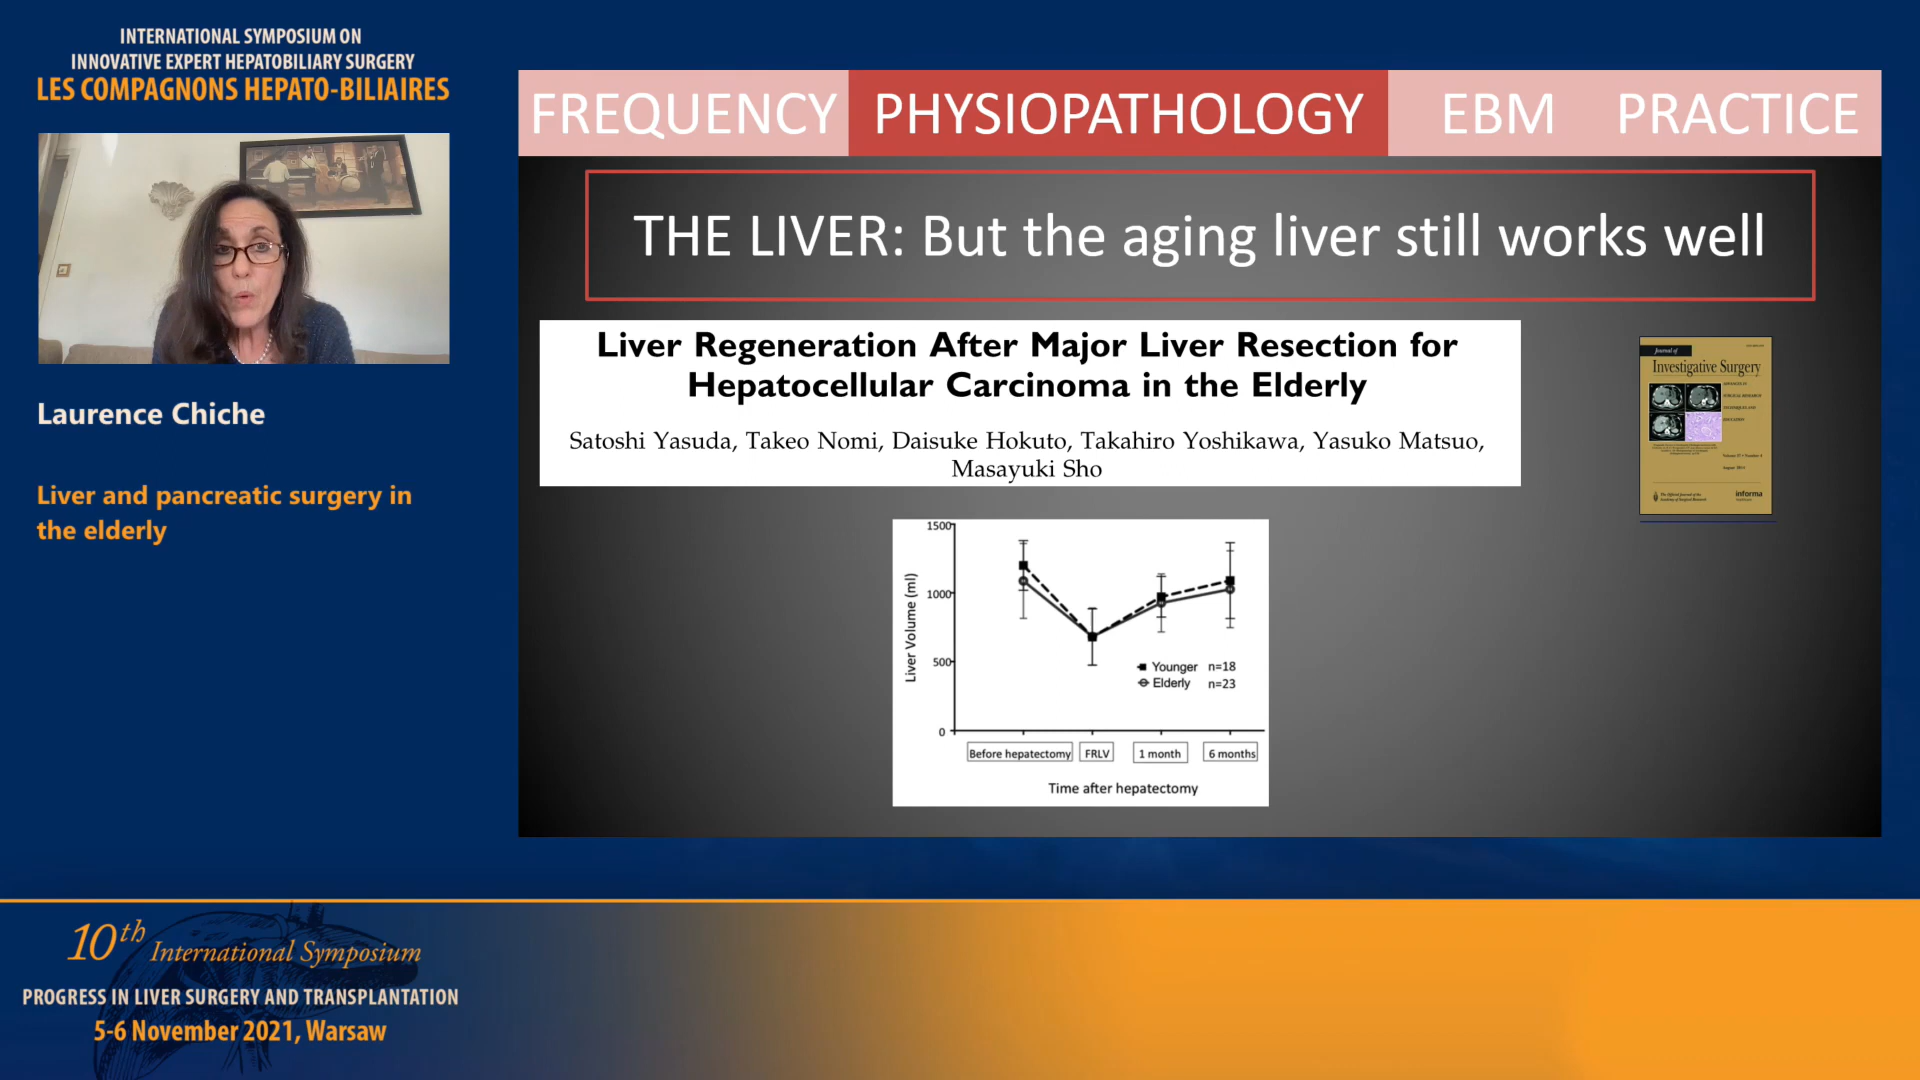 INTERNATIONAL SYMPOSIUM ON
INNOVATIVE EXPERT HEPATOBILIARY SURGERY
LES COMPAGNONS HEPATO-BILIAIRES
Laurence Chiche
Liver and pancreatic surgery in
the elderly
FREQUENCY PHYSIOPATHOLOGY EBM PRACTICE
THE LIVER: But the aging liver still works well
Liver Regeneration After Major Liver Resection for
Hepatocellular Carcinoma in the Elderly
Satoshi Yasuda, Takeo Nomi, Daisuke Hokuto, Takahiro Yoshikawa, Yasuko Matsuo,
Masayuki Sho
Journal of
Investigative Surgery
informa
Liver Volume (ml)
1500
1000
500
0
Younger n=18
Elderly n=23
Before hepatectomy FRLV 1 month 6 months
Time after hepatectomy
10th International Symposium
PROGRESS IN LIVER SURGERY AND TRANSPLANTATION
5-6 November 2021, Warsaw